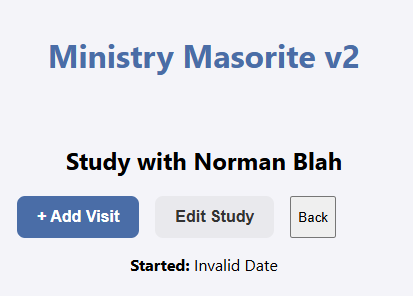 Ministry Masorite v2
Study with Norman Blah
+ Add Visit Edit Study Back
Started: Invalid Date